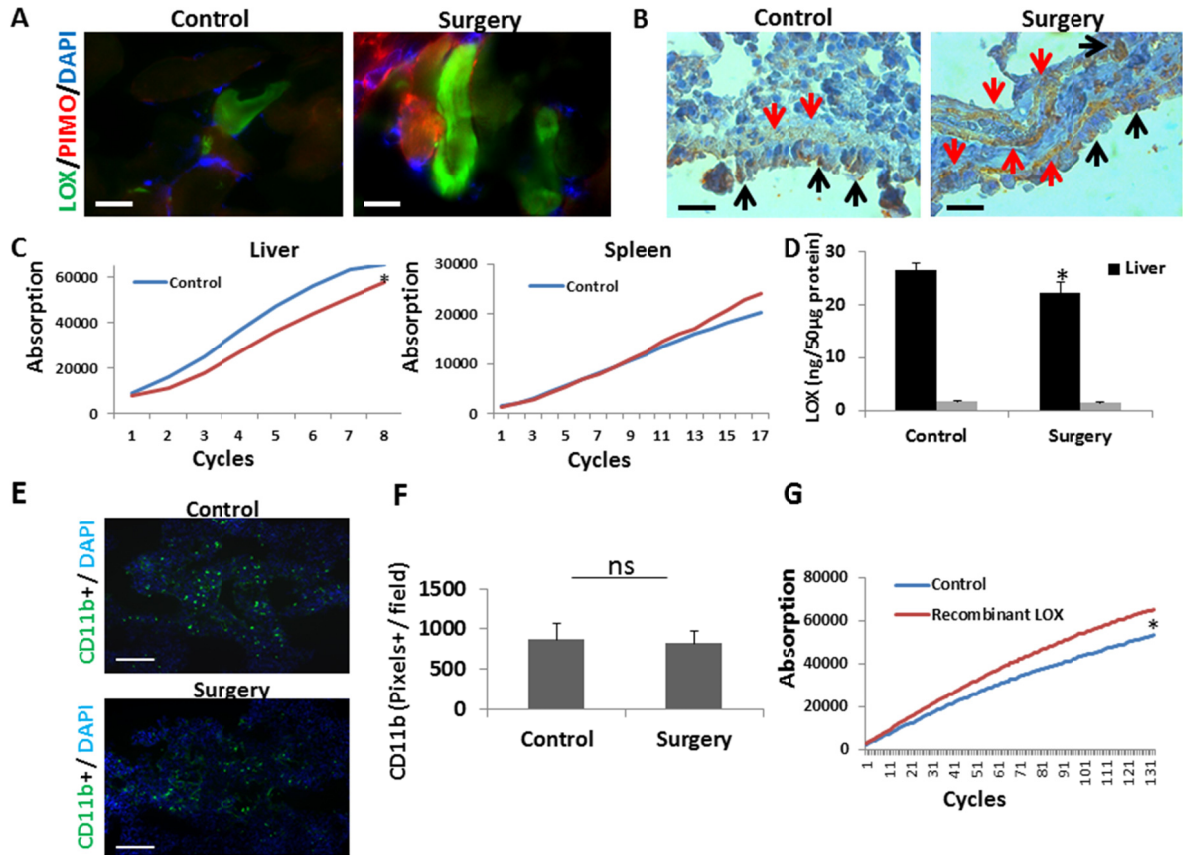 A
Control
Surgery
LOX/PIMO/DAPI
B
Control
Surgery
C
Liver
Absorption
60000
40000
20000
0
Control
*
1 2 3 4 5 6 7 8
Cycles
Spleen
Absorption
30000
20000
10000
0
Control
1 3 5 7 9 11 13 15 17
Cycles
D
LOX (ng/50µg protein)
30
20
10
0
*
Liver
Control Surgery
E
Control
CD11b+/ DAPI
Surgery
CD11b+/ DAPI
F
CD11b (Pixels+ / field)
1500
1000
500
0
ns
Control Surgery
G
Absorption
80000
60000
40000
20000
0
Control
Recombinant LOX
*
1 11 21 31 41 51 61 71 81 91 101 111 121 131
Cycles